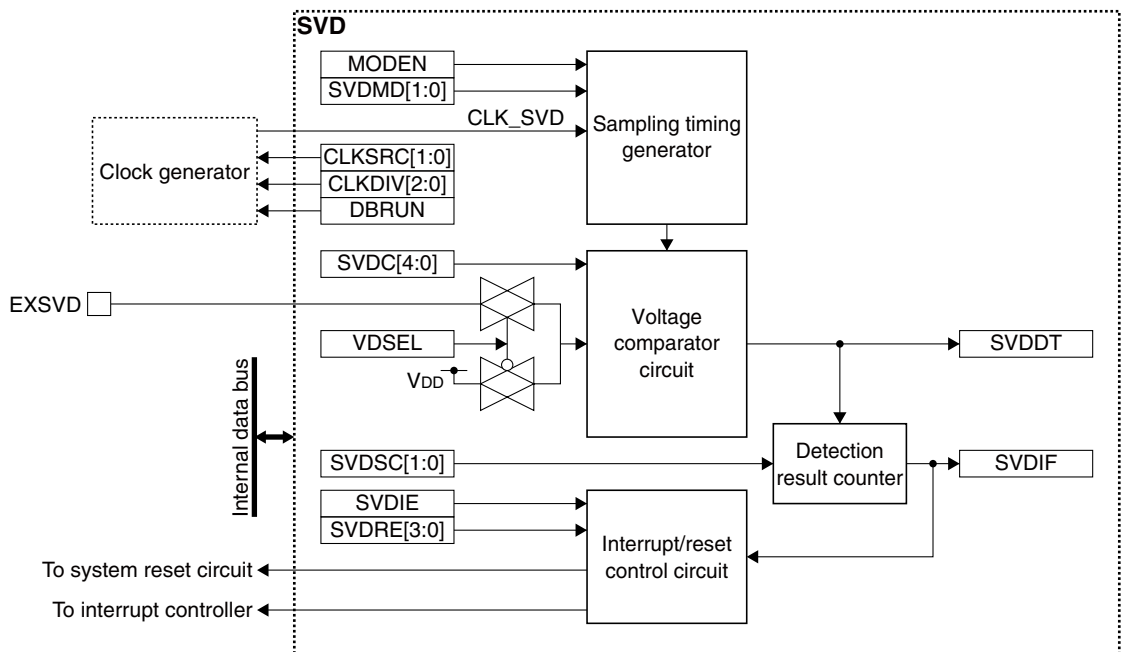 SVD
MODEN
SVDMD[1:0]
CLK_SVD
Sampling timing
generator
Clock generator
CLKSRC[1:0]
CLKDIV[2:0]
DBRUN
SVDC[4:0]
EXSVD
Voltage
comparator
circuit
VDSEL
SVDDT
VDD
Internal data bus
Detection
result counter
SVDSC[1:0]
SVDIF
SVDIE
SVDRE[3:0]
Interrupt/reset
control circuit
To system reset circuit
To interrupt controller